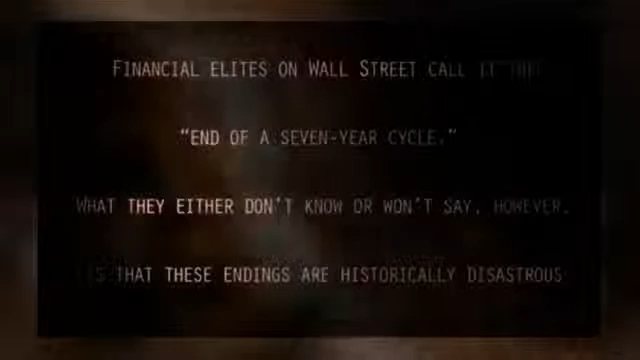 Financial elites on Wall Street call it the
"end of a seven-year cycle."
What they either don't know or won't say, however,
is that these endings are historically disastrous